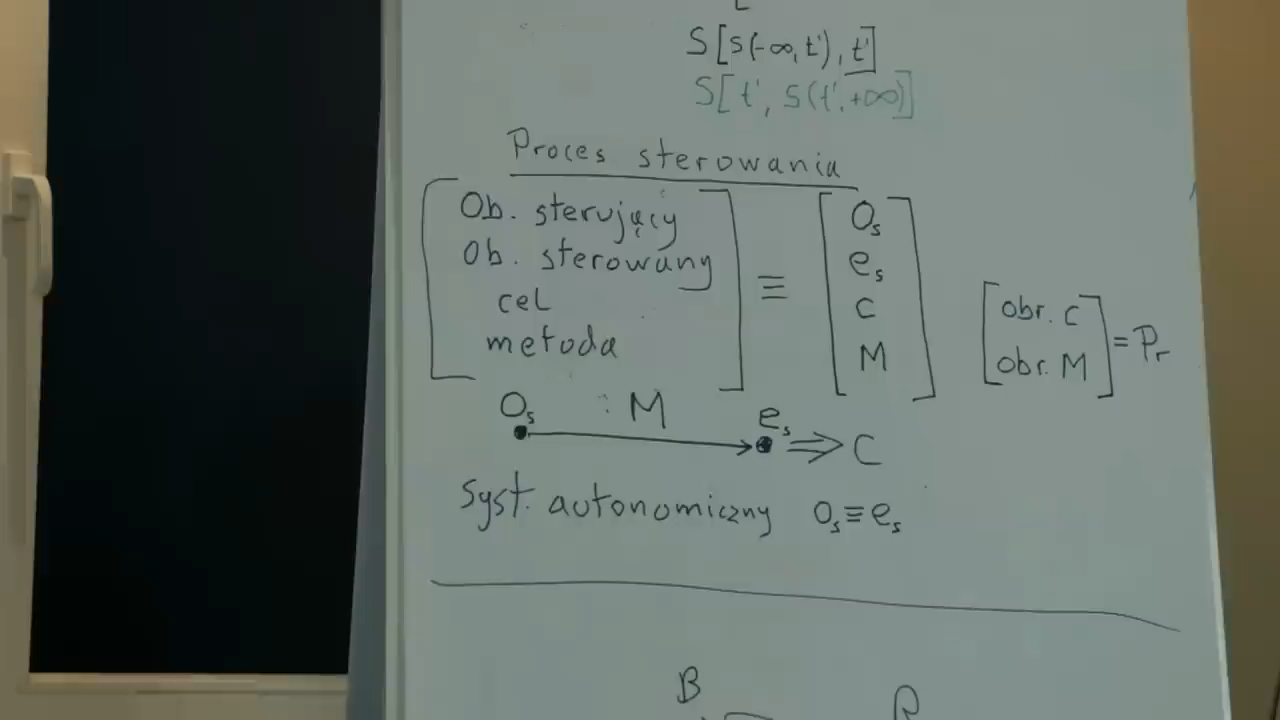 S[s(-∞,t'),t']
S[t', S(t',+∞)]
Proces sterowania
Ob. sterujący
Ob. sterowany
cel
metoda
≡
Os
es
C
M
obr. C
obr. M
= Pr
Os M es ⇒ C
Syst. autonomiczny Os≡es
B